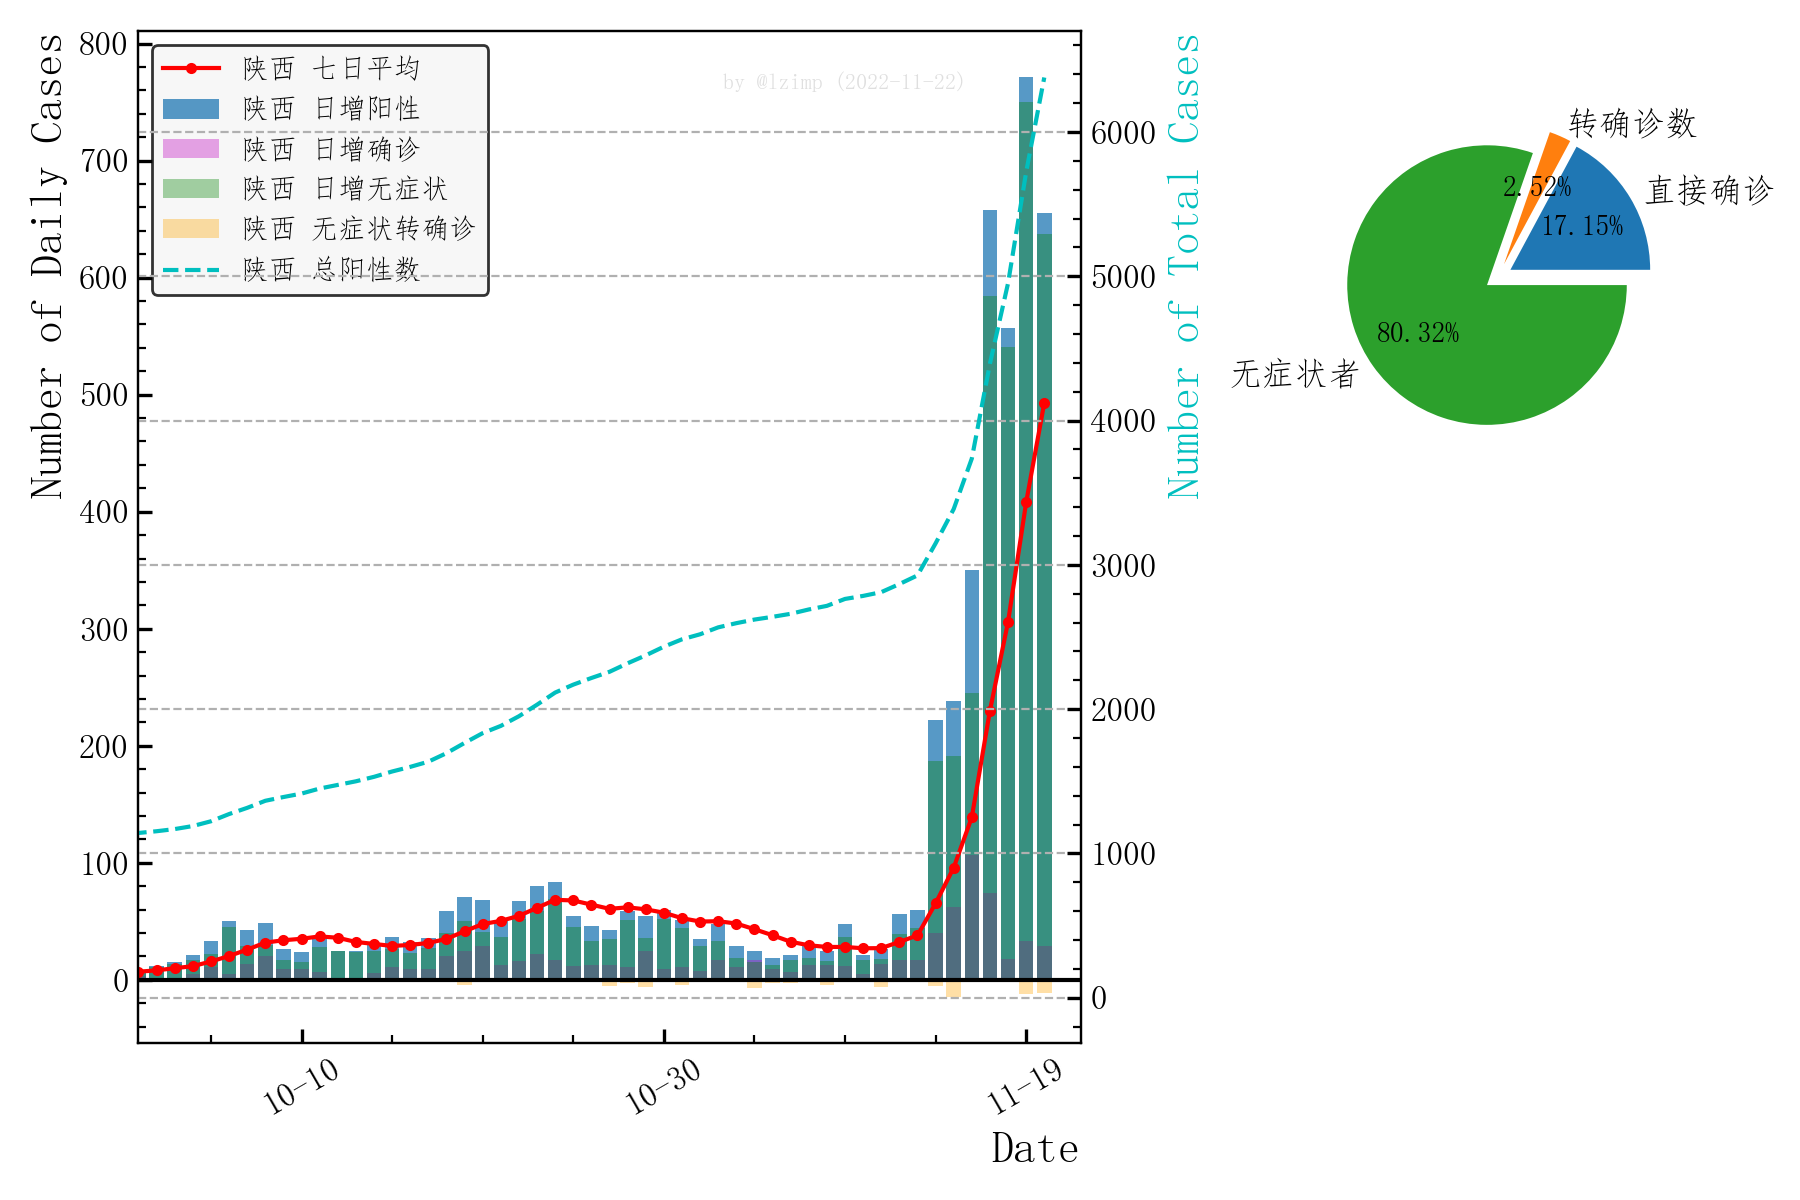 Number of Daily Cases
800
700
600
500
400
300
200
100
0
陕西 七日平均
陕西 日增阳性
陕西 日增确诊
陕西 日增无症状
陕西 无症状转确诊
陕西 总阳性数
by @lzimp (2022-11-22)
6000
5000
4000
3000
2000
1000
0
Number of Total Cases
10-10
10-30
11-19
Date
转确诊数
2.52%
直接确诊
17.15%
80.32%
无症状者